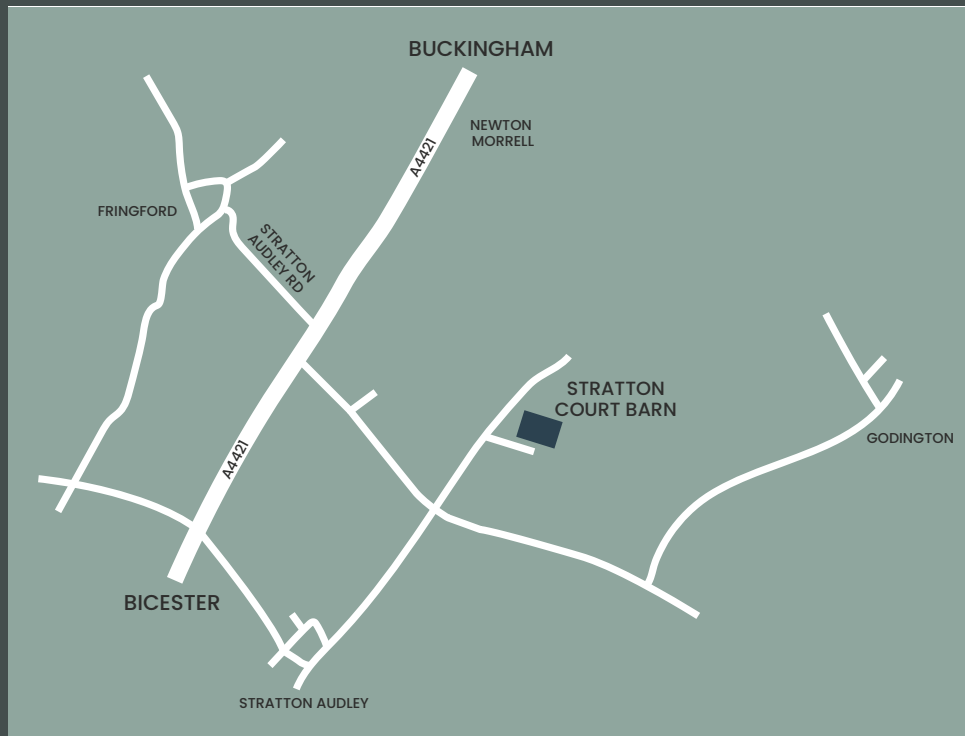 BUCKINGHAM
NEWTON
MORRELL
A4421
FRINGFORD
STRATTON
AUDLEY RD
STRATTON
COURT BARN
GODINGTON
A4421
BICESTER
STRATTON AUDLEY